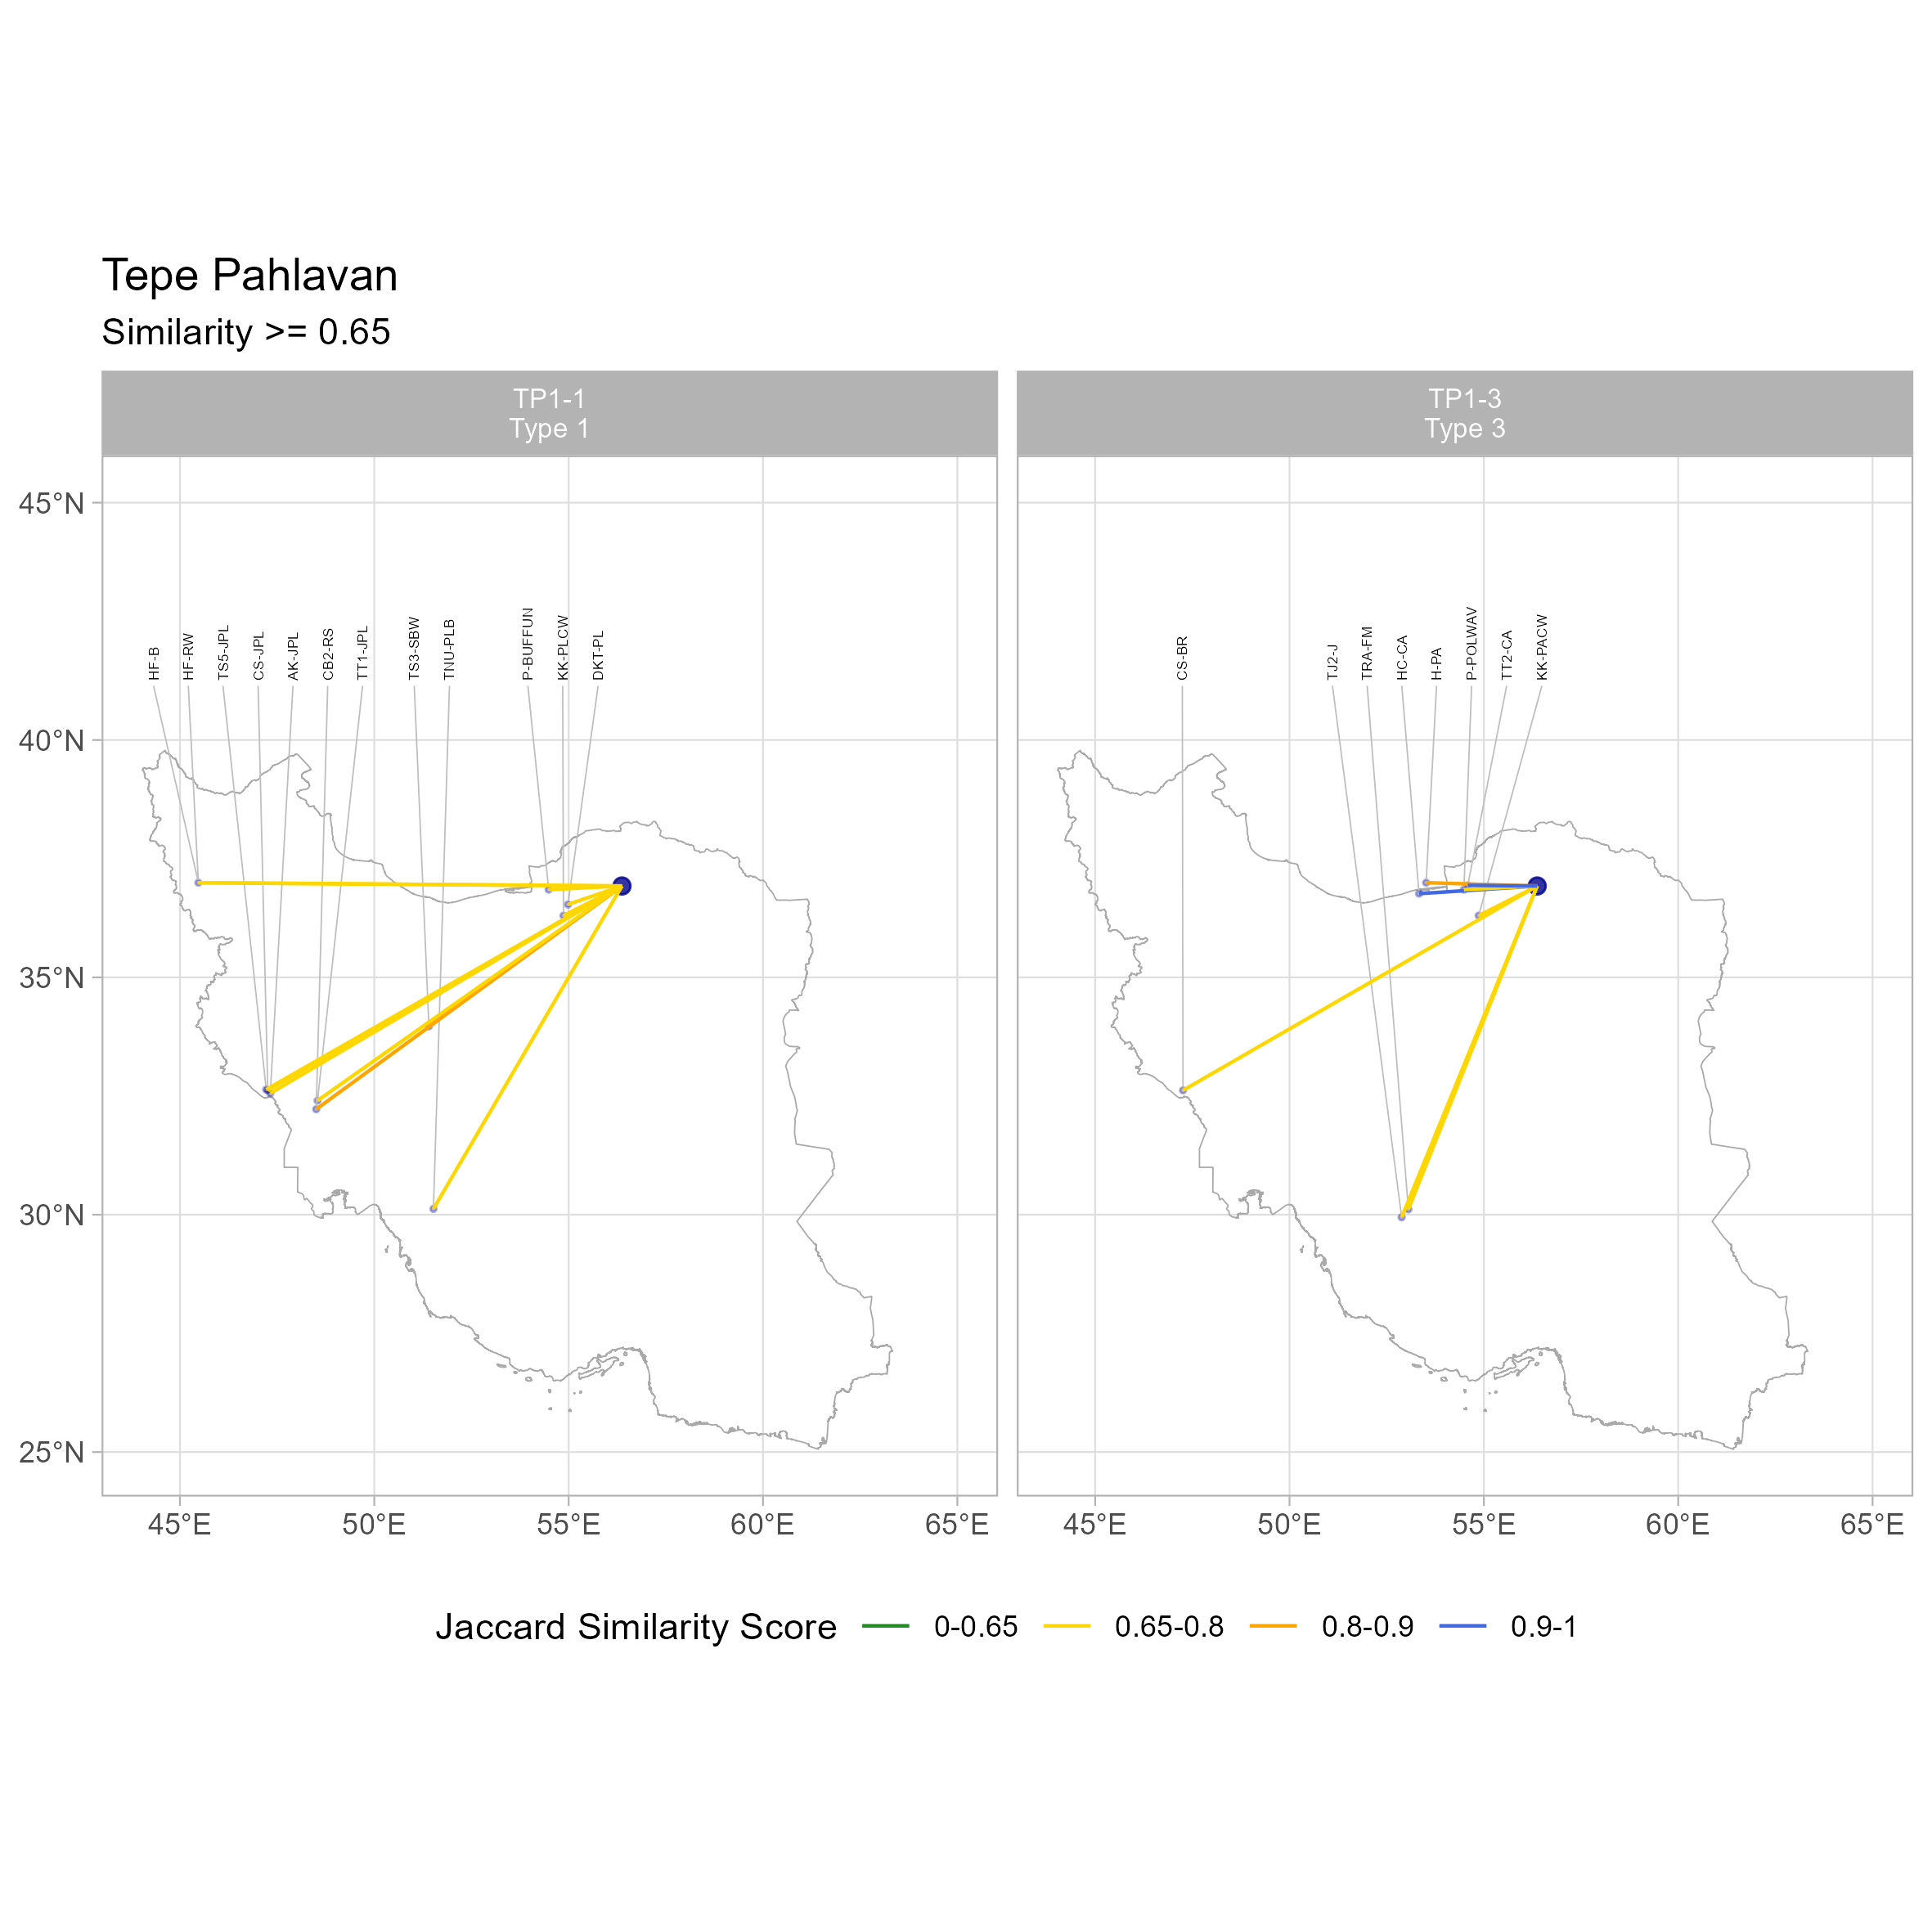 Tepe Pahlavan
Similarity >= 0.65
TP1-1
Type 1
TP1-3
Type 3
HF-B
HF-RW
TS5-JPL
CS-JPL
AK-JPL
CB2-RS
TT1-JPL
TS3-SBW
TNU-PLB
P-BUFFUN
KK-PLCW
DKT-PL
CS-BR
TJ2-J
TRA-FM
HC-CA
H-PA
P-POLWAV
TT2-CA
KK-PACW
45°N
40°N
35°N
30°N
25°N
45°E 50°E 55°E 60°E 65°E
45°E 50°E 55°E 60°E 65°E
Jaccard Similarity Score 0-0.65 0.65-0.8 0.8-0.9 0.9-1